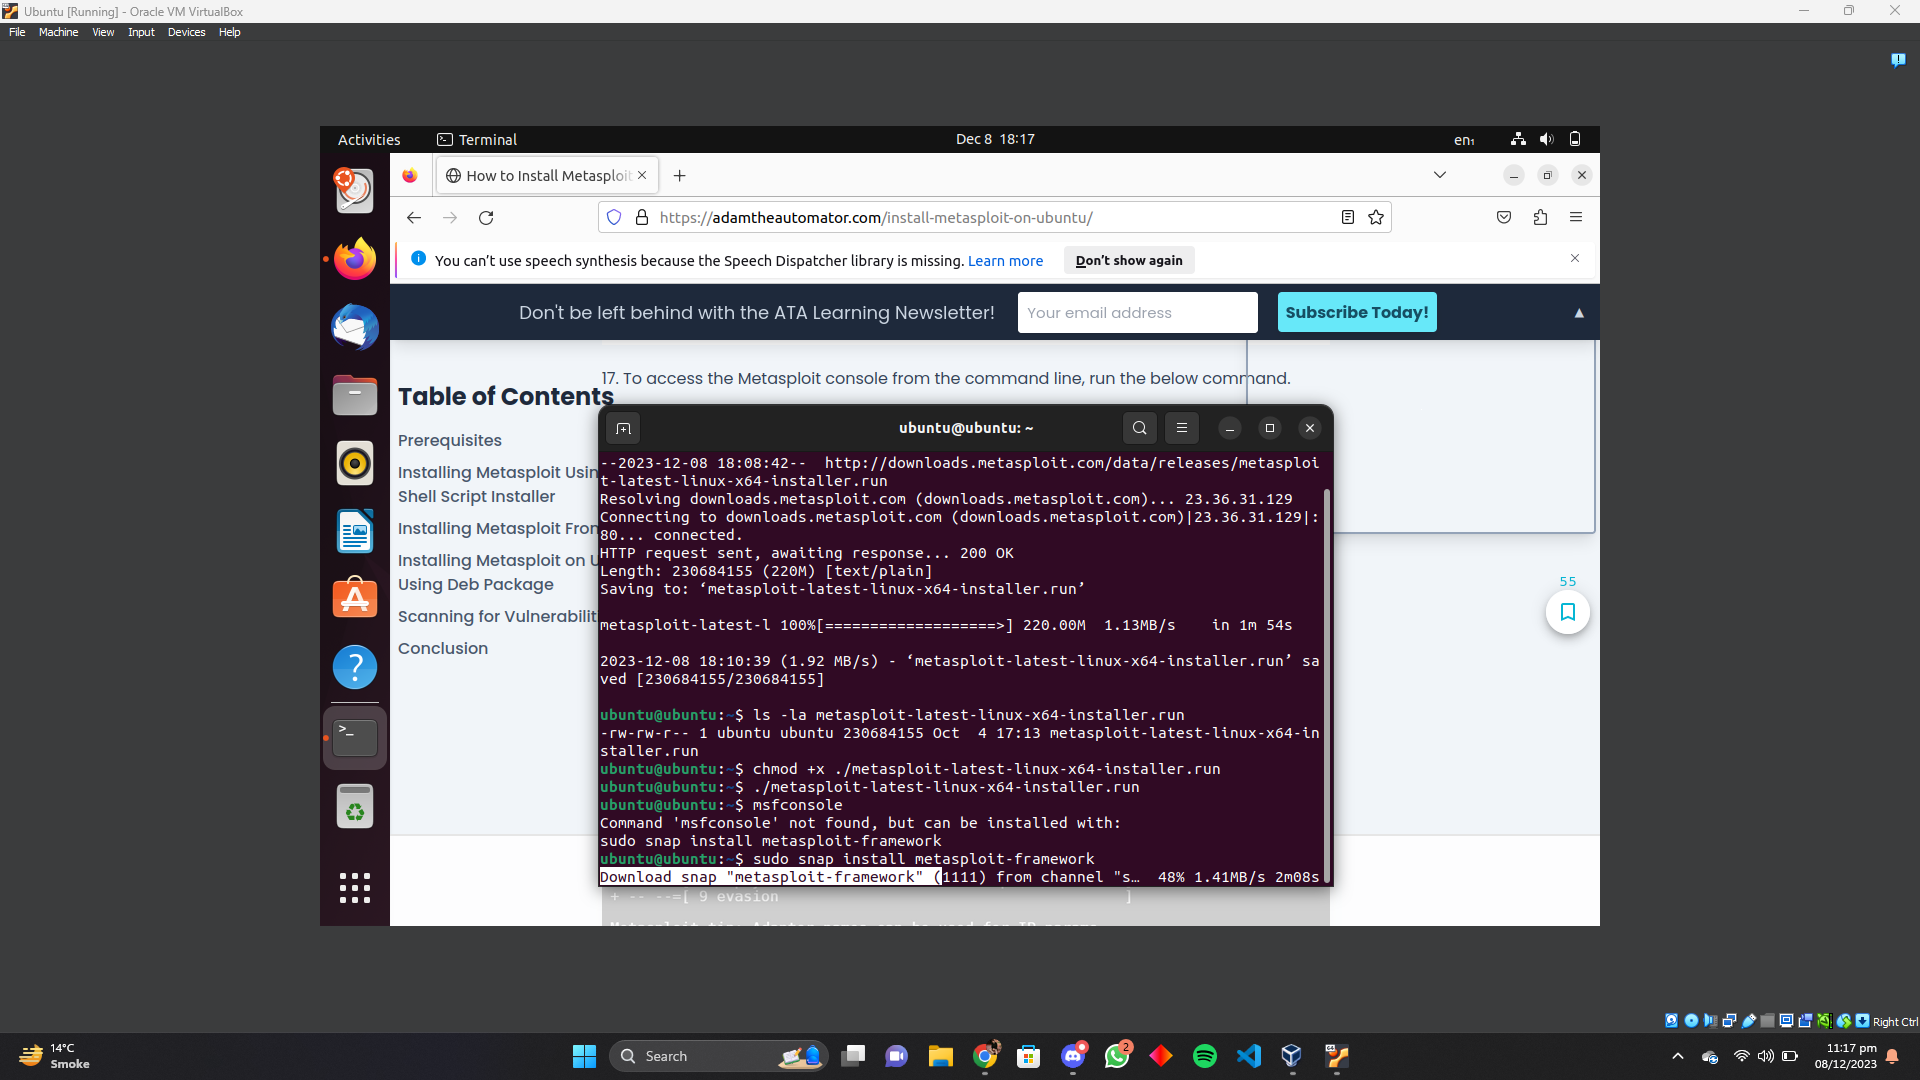 Ubuntu [Running] - Oracle VM VirtualBox
File Machine View Input Devices Help
Activities Terminal Dec 8 18:17 en₁
How to Install Metasploit
https://adamtheautomator.com/install-metasploit-on-ubuntu/
You can't use speech synthesis because the Speech Dispatcher library is missing. Learn more Don't show again
Don't be left behind with the ATA Learning Newsletter! Your email address Subscribe Today!
17. To access the Metasploit console from the command line, run the below command.
Table of Contents
Prerequisites
Installing Metasploit Usin
Shell Script Installer
Installing Metasploit Fron
Installing Metasploit on U
Using Deb Package
Scanning for Vulnerabilit
Conclusion
55
ubuntu@ubuntu: ~
--2023-12-08 18:08:42-- http://downloads.metasploit.com/data/releases/metasploi
t-latest-linux-x64-installer.run
Resolving downloads.metasploit.com (downloads.metasploit.com)... 23.36.31.129
Connecting to downloads.metasploit.com (downloads.metasploit.com)|23.36.31.129|:
80... connected.
HTTP request sent, awaiting response... 200 OK
Length: 230684155 (220M) [text/plain]
Saving to: ‘metasploit-latest-linux-x64-installer.run’
metasploit-latest-l 100%[===================>] 220.00M 1.13MB/s in 1m 54s
2023-12-08 18:10:39 (1.92 MB/s) - ‘metasploit-latest-linux-x64-installer.run’ sa
ved [230684155/230684155]
ubuntu@ubuntu:~$ ls -la metasploit-latest-linux-x64-installer.run
-rw-rw-r-- 1 ubuntu ubuntu 230684155 Oct 4 17:13 metasploit-latest-linux-x64-in
staller.run
ubuntu@ubuntu:~$ chmod +x ./metasploit-latest-linux-x64-installer.run
ubuntu@ubuntu:~$ ./metasploit-latest-linux-x64-installer.run
ubuntu@ubuntu:~$ msfconsole
Command 'msfconsole' not found, but can be installed with:
sudo snap install metasploit-framework
ubuntu@ubuntu:~$ sudo snap install metasploit-framework
Download snap "metasploit-framework" (1111) from channel "s… 48% 1.41MB/s 2m08s
+ -- --=[ 9 evasion ]
Right Ctrl
14°C
Smoke
Search
2
11:17 pm
08/12/2023